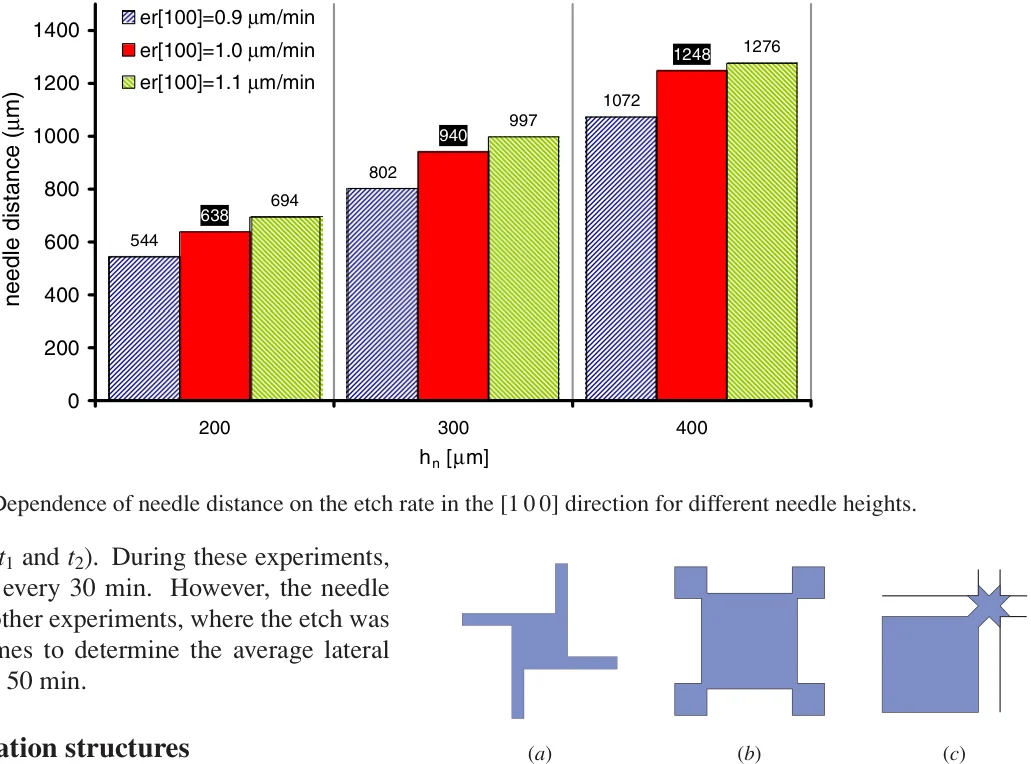 1400
1200
1000
800
600
400
200
0
needle distance (μm)
er[100]=0.9 μm/min
er[100]=1.0 μm/min
er[100]=1.1 μm/min
544
638
694
802
940
997
1072
1248
1276
200 300 400
hn [μm]
Dependence of needle distance on the etch rate in the [1 0 0] direction for different needle heights.
t1 and t2). During these experiments,
every 30 min. However, the needle
other experiments, where the etch was
mes to determine the average lateral
50 min.
ation structures
(a) (b) (c)